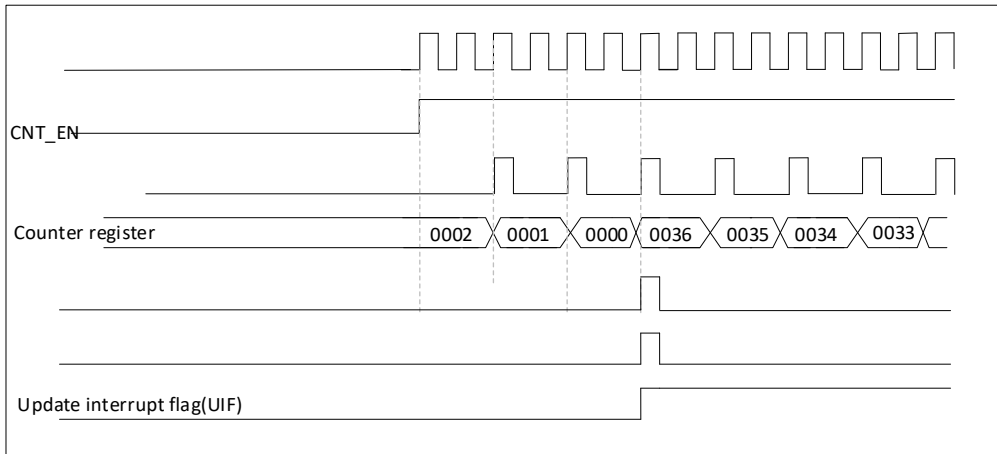 CNT_EN
Counter register 0002 0001 0000 0036 0035 0034 0033
Update interrupt flag(UIF)